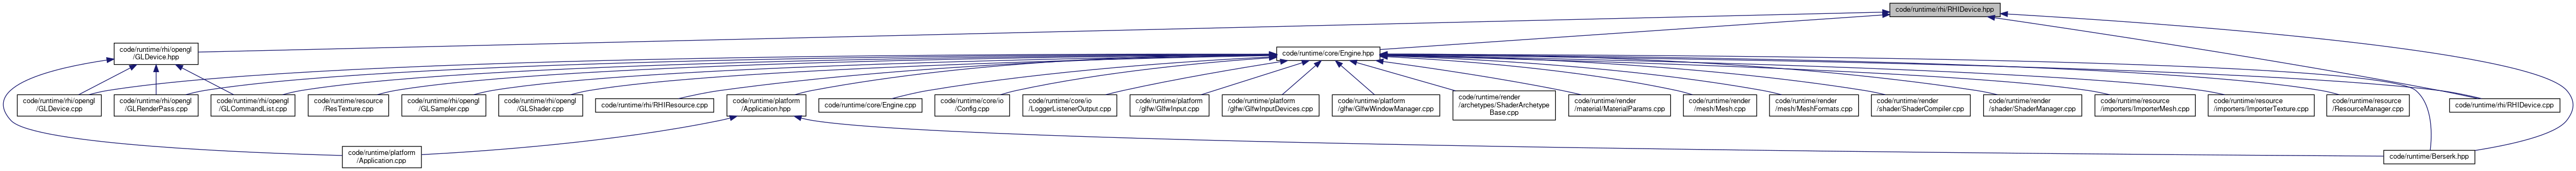 code/runtime/rhi/RHIDevice.hpp
code/runtime/rhi/opengl
/GLDevice.hpp
code/runtime/core/Engine.hpp
code/runtime/rhi/opengl
/GLDevice.cpp
code/runtime/rhi/opengl
/GLRenderPass.cpp
code/runtime/rhi/opengl
/GLCommandList.cpp
code/runtime/resource
/ResTexture.cpp
code/runtime/rhi/opengl
/GLSampler.cpp
code/runtime/rhi/opengl
/GLShader.cpp
code/runtime/rhi/RHIResource.cpp
code/runtime/platform
/Application.hpp
code/runtime/core/Engine.cpp
code/runtime/core/io
/Config.cpp
code/runtime/core/io
/LoggerListenerOutput.cpp
code/runtime/platform
/glfw/GlfwInput.cpp
code/runtime/platform
/glfw/GlfwInputDevices.cpp
code/runtime/platform
/glfw/GlfwWindowManager.cpp
code/runtime/render
/archetypes/ShaderArchetype
Base.cpp
code/runtime/render
/material/MaterialParams.cpp
code/runtime/render
/mesh/Mesh.cpp
code/runtime/render
/mesh/MeshFormats.cpp
code/runtime/render
/shader/ShaderCompiler.cpp
code/runtime/render
/shader/ShaderManager.cpp
code/runtime/resource
/importers/ImporterMesh.cpp
code/runtime/resource
/importers/ImporterTexture.cpp
code/runtime/resource
/ResourceManager.cpp
code/runtime/rhi/RHIDevice.cpp
code/runtime/platform
/Application.cpp
code/runtime/Berserk.hpp